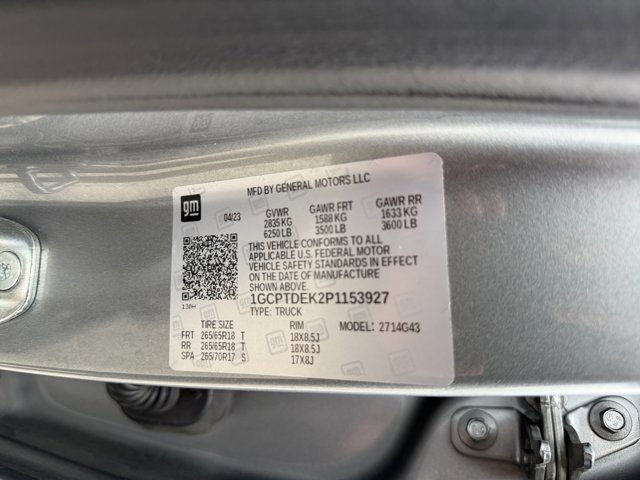 MFD BY GENERAL MOTORS LLC
gm
04/23
GVWR GAWR FRT GAWR RR
2835 KG 1588 KG 1633 KG
6250 LB 3500 LB 3600 LB
THIS VEHICLE CONFORMS TO ALL
APPLICABLE U.S. FEDERAL MOTOR
VEHICLE SAFETY STANDARDS IN EFFECT
ON THE DATE OF MANUFACTURE
SHOWN ABOVE.
130H
1GCPTDEK2P1153927
TYPE: TRUCK
TIRE SIZE RIM MODEL: 2714G43
FRT 265/65R18 T 18X8.5J
RR 265/65R18 T 18X8.5J
SPA 265/70R17 S 17X8J